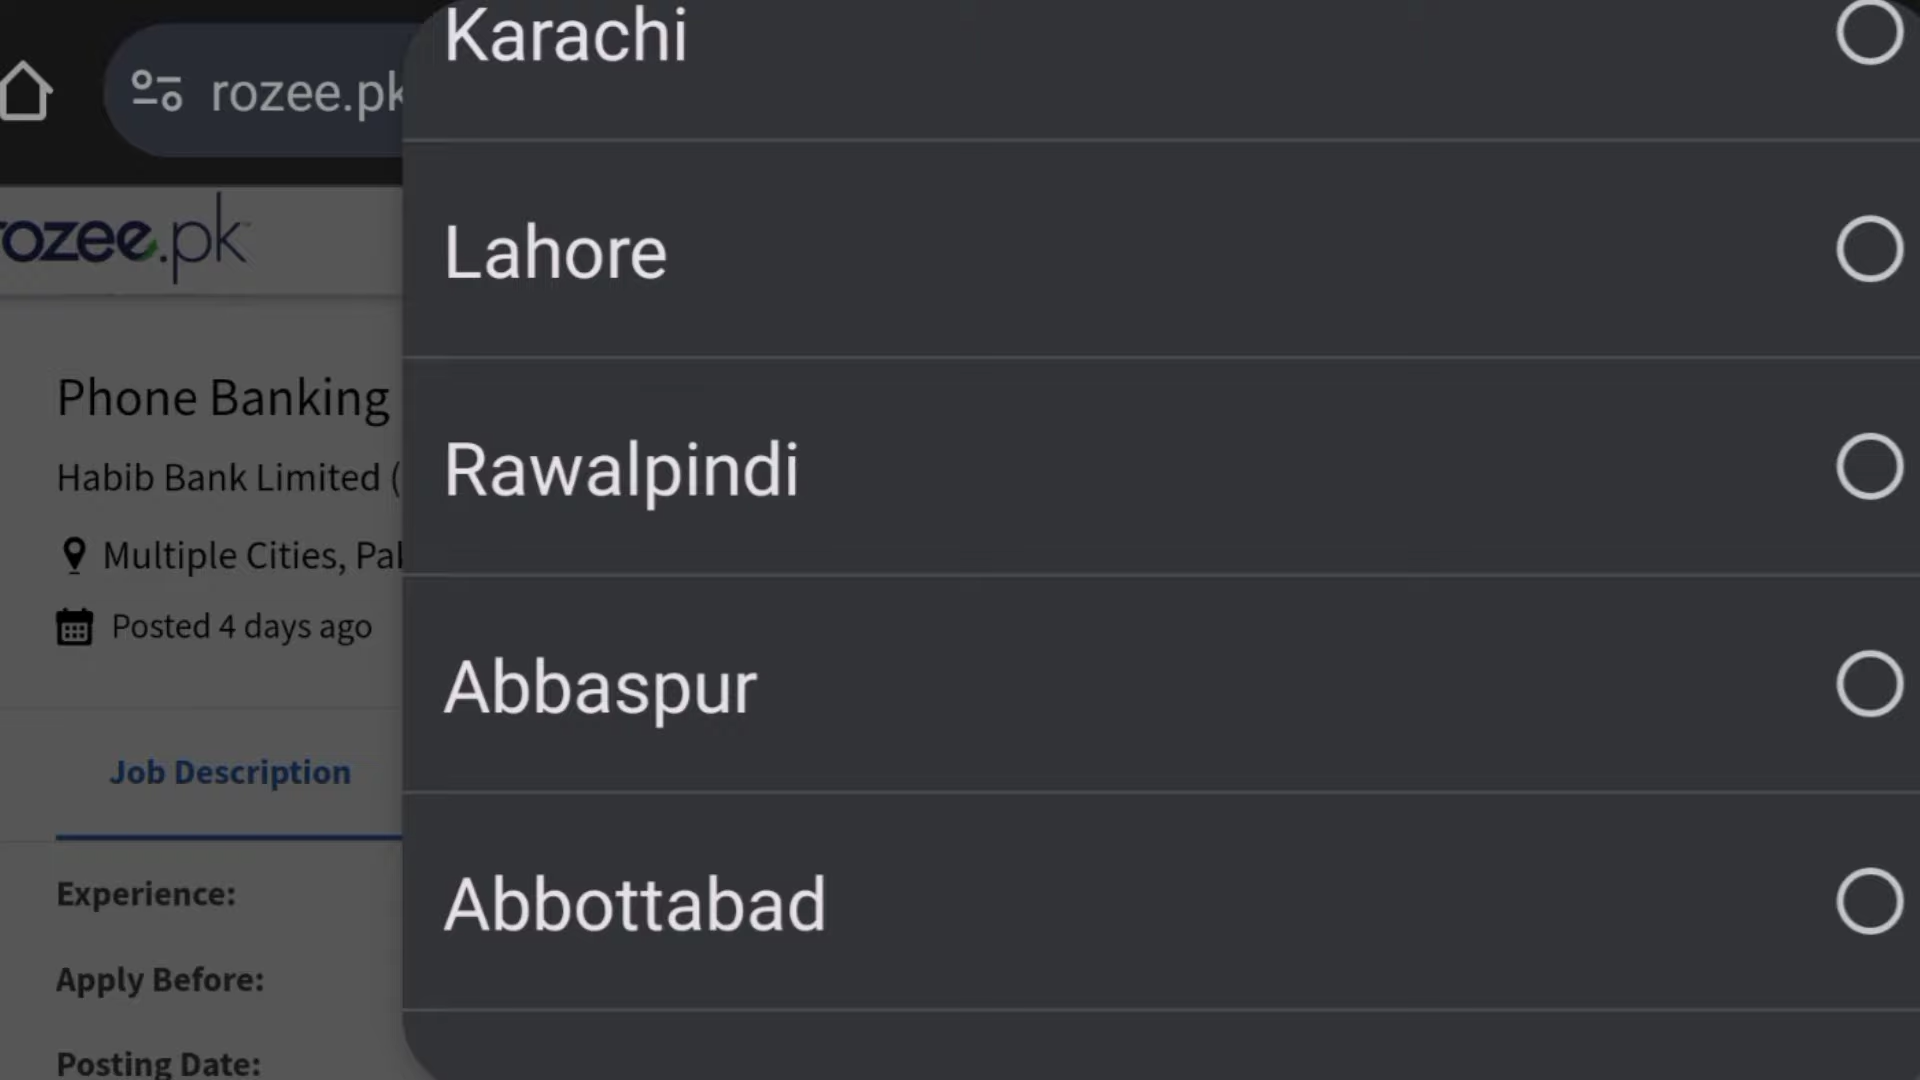 rozee.pk
rozee.pk
Phone Banking
Habib Bank Limited (
Multiple Cities, Pak
Posted 4 days ago
Job Description
Experience:
Apply Before:
Posting Date:
Karachi
Lahore
Rawalpindi
Abbaspur
Abbottabad